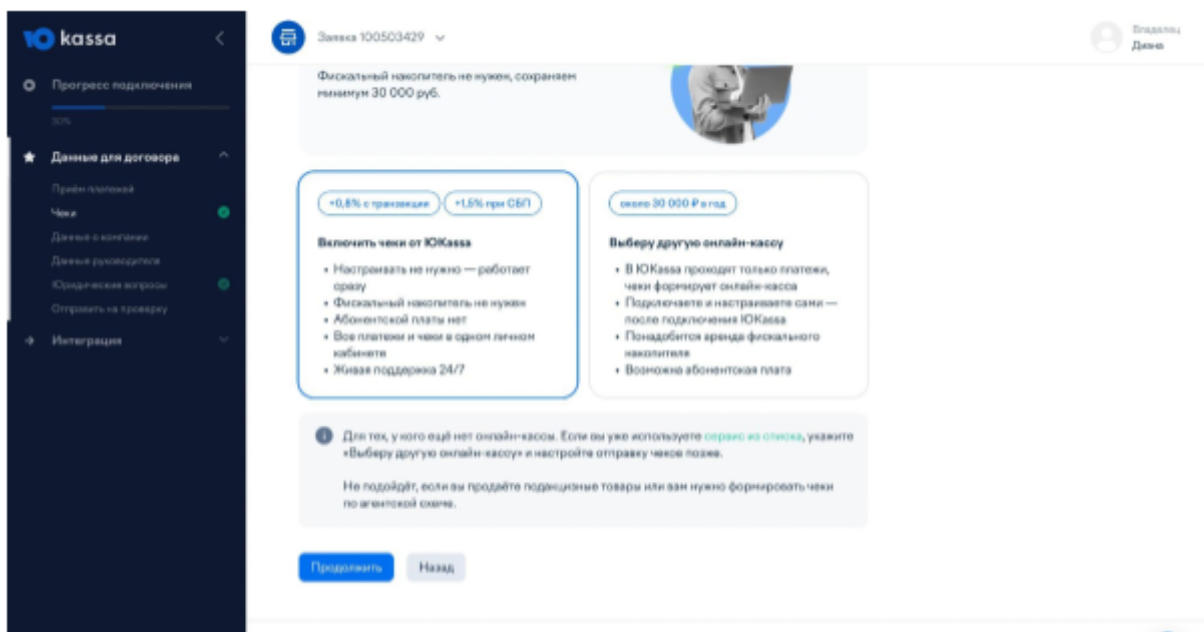 Ю kassa
Заявка 100503429
Владелец
Диана
Прогресс подключения
30%
Данные для договора
Приём платежей
Чеки
Данные о компании
Данные руководителя
Юридические вопросы
Отправить на проверку
Интеграция
Фискальный накопитель не нужен, сохраняем
минимум 30 000 руб.
+0,8% с транзакции
+1,5% при СБП
Включить чеки от ЮKassa
• Настраивать не нужно — работает
сразу
• Фискальный накопитель не нужен
• Абонентской платы нет
• Все платежи и чеки в одном личном
кабинете
• Живая поддержка 24/7
около 30 000 ₽ в год
Выберу другую онлайн-кассу
• В ЮKassa проходят только платежи,
чеки формирует онлайн-касса
• Подключаете и настраиваете сами —
после подключения ЮKassa
• Понадобится аренда фискального
накопителя
• Возможна абонентская плата
Для тех, у кого ещё нет онлайн-кассы. Если вы уже используете сервис из списка, укажите
«Выберу другую онлайн-кассу» и настройте отправку чеков позже.
Не подойдёт, если вы продаёте подакцизные товары или вам нужно формировать чеки
по агентской схеме.
Продолжить
Назад